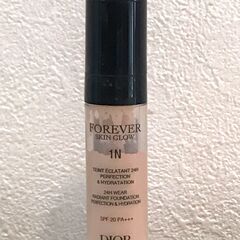 FOREVER
SKIN GLOW
1N
TEINT ÉCLATANT 24H
PERFECTION
& HYDRATATION
24H WEAR
RADIANT FOUNDATION
PERFECTION & HYDRATION
SPF 20 PA+++
DIOR